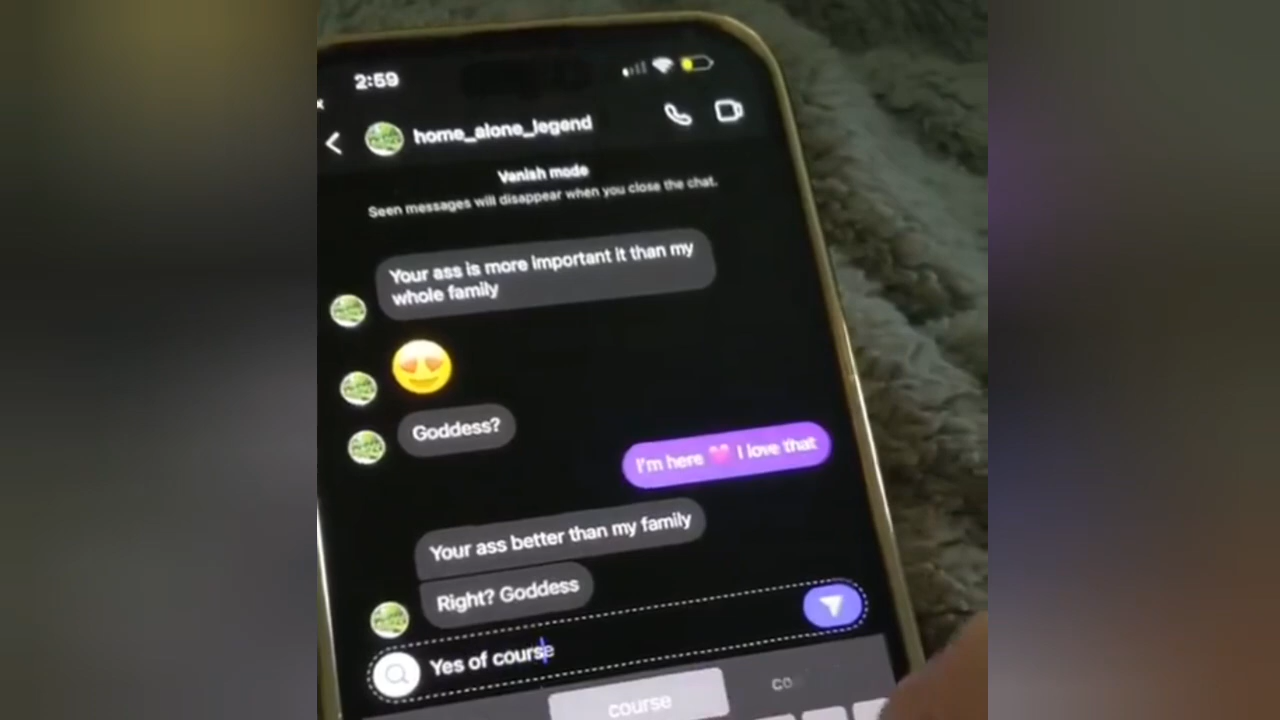 2:59
home_alone_legend
Vanish mode
Seen messages will disappear when you close the chat.
Your ass is more important it than my
whole family
Goddess?
I'm here 💗 I love that
Your ass better than my family
Right? Goddess
Yes of course
course